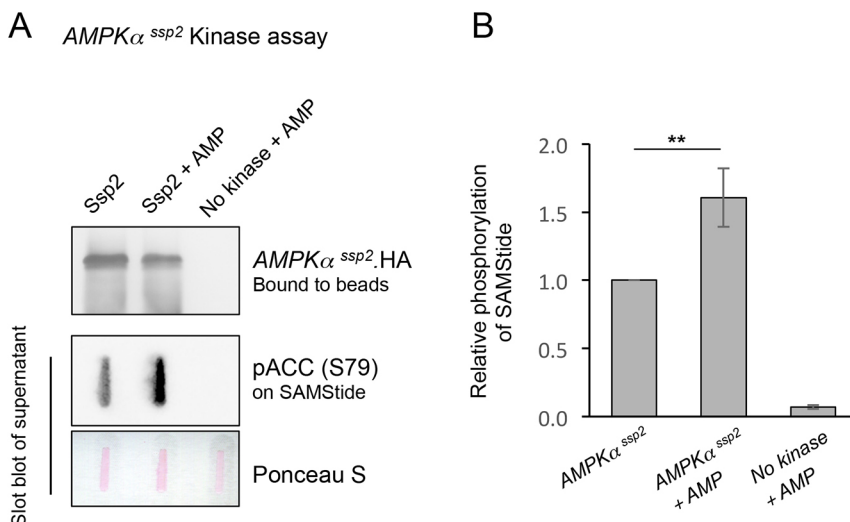 A
AMPKα ssp2 Kinase assay
Ssp2
Ssp2 + AMP
No kinase + AMP
AMPKα ssp2.HA
Bound to beads
Slot blot of supernatant
pACC (S79)
on SAMStide
Ponceau S
B
**
Relative phosphorylation
of SAMStide
2.0
1.5
1.0
0.5
0.0
AMPKα ssp2
AMPKα ssp2
+ AMP
No kinase
+ AMP